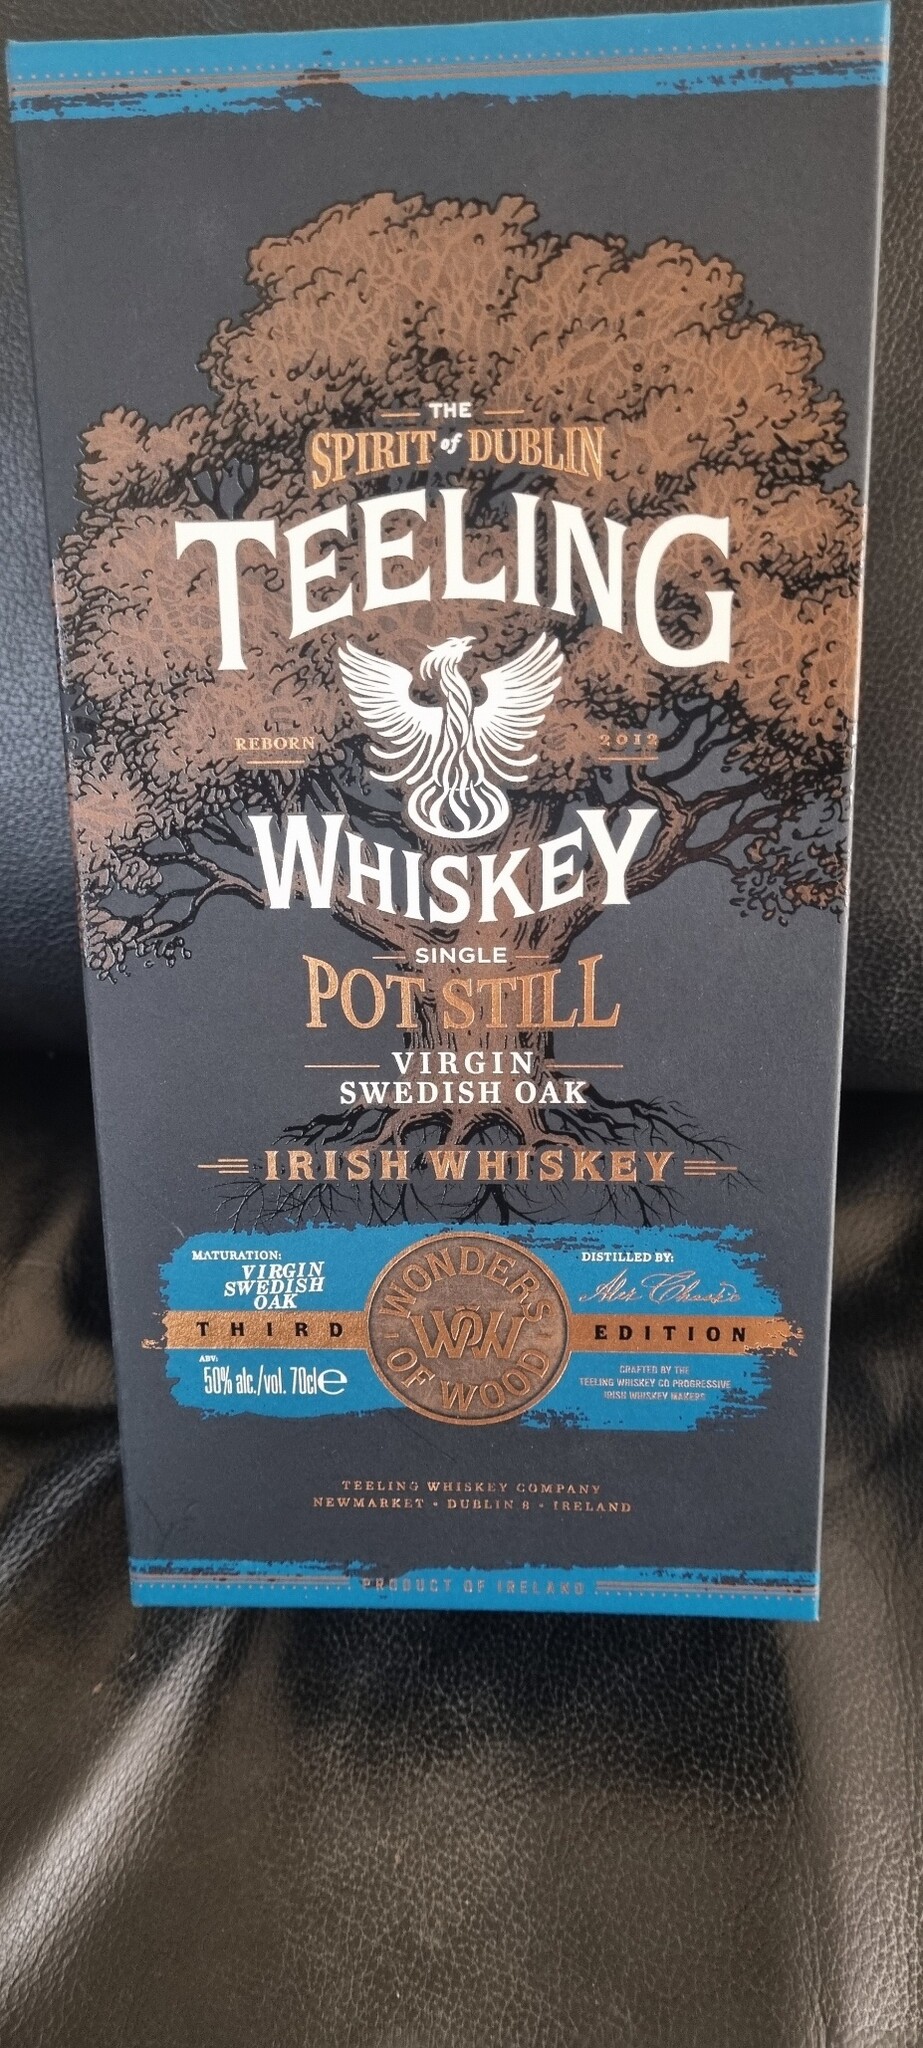 THE
SPIRIT of DUBLIN
TEELING
REBORN 2012
WHISKEY
SINGLE
POT STILL
VIRGIN
SWEDISH OAK
IRISH WHISKEY
MATURATION:
VIRGIN
SWEDISH
OAK
DISTILLED BY:
WONDERS OF WOOD
WOW
THIRD EDITION
ABV:
50% alc./vol. 70cl e
CRAFTED BY THE
TEELING WHISKEY CO PROGRESSIVE
IRISH WHISKEY MAKERS
TEELING WHISKEY COMPANY
NEWMARKET • DUBLIN 8 • IRELAND
PRODUCT OF IRELAND